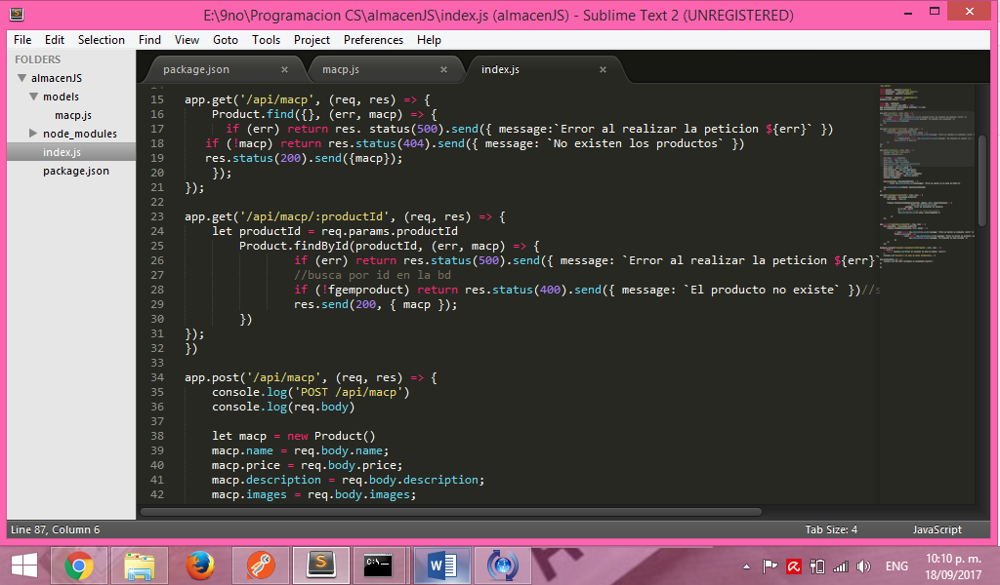 E:\9no\Programacion CS\almacenJS\index.js (almacenJS) - Sublime Text 2 (UNREGISTERED)
File Edit Selection Find View Goto Tools Project Preferences Help
FOLDERS
almacenJS
models
macp.js
node_modules
index.js
package.json
package.json × macp.js × index.js ×
15 app.get('/api/macp', (req, res) => {
16 Product.find({}, (err, macp) => {
17 if (err) return res. status(500).send({ message:`Error al realizar la peticion ${err}` })
18 if (!macp) return res.status(404).send({ message: `No existen los productos` })
19 res.status(200).send({macp});
20 });
21 });
22
23 app.get('/api/macp/:productId', (req, res) => {
24 let productId = req.params.productId
25 Product.findById(productId, (err, macp) => {
26 if (err) return res.status(500).send({ message: `Error al realizar la peticion ${err}`
27 //busca por id en la bd
28 if (!fgemproduct) return res.status(400).send({ message: `El producto no existe` })//s
29 res.send(200, { macp });
30 })
31 });
32 })
33
34 app.post('/api/macp', (req, res) => {
35 console.log('POST /api/macp')
36 console.log(req.body)
37
38 let macp = new Product()
39 macp.name = req.body.name;
40 macp.price = req.body.price;
41 macp.description = req.body.description;
42 macp.images = req.body.images;
Line 87, Column 6 Tab Size: 4 JavaScript
ENG 10:10 p. m.
18/09/2017